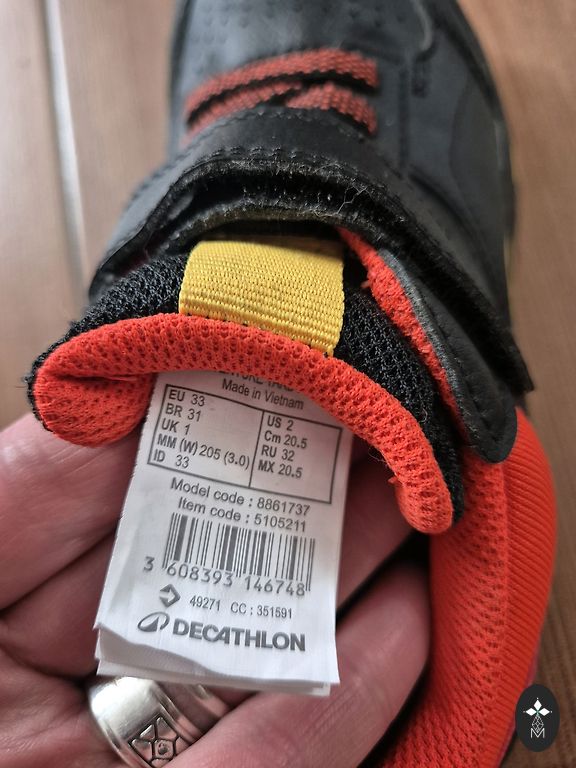 Made in Vietnam
EU 33
BR 31
UK 1
MM (W) 205 (3.0)
ID 33
US 2
Cm 20.5
RU 32
MX 20.5
Model code : 8861737
Item code : 5105211
3 608393 146748
49271 CC : 351591
DECATHLON
M